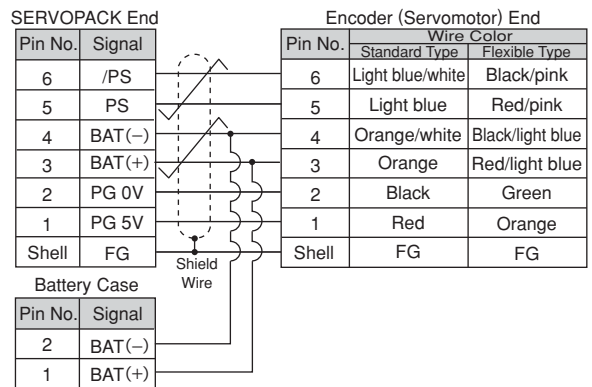 SERVOPACK End Encoder (Servomotor) End
Pin No. Signal Pin No. Wire Color
Standard Type Flexible Type
6 /PS 6 Light blue/white Black/pink
5 PS 5 Light blue Red/pink
4 BAT(−) 4 Orange/white Black/light blue
3 BAT(+) 3 Orange Red/light blue
2 PG 0V 2 Black Green
1 PG 5V 1 Red Orange
Shell FG Shell FG FG
Shield
Wire
Battery Case
Pin No. Signal
2 BAT(−)
1 BAT(+)